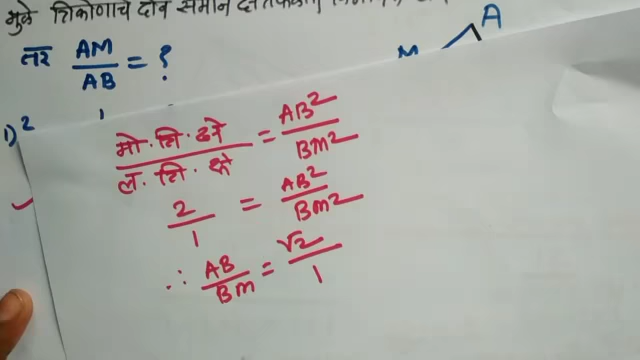 मुळे त्रिकोणाचे दोन समान
A
तर AM/AB = ?
M
1) 2
मो. त्रि. क्षे / ल. त्रि. क्षे = AB² / BM²
2/1 = AB² / BM²
∴ AB/BM = √2/1